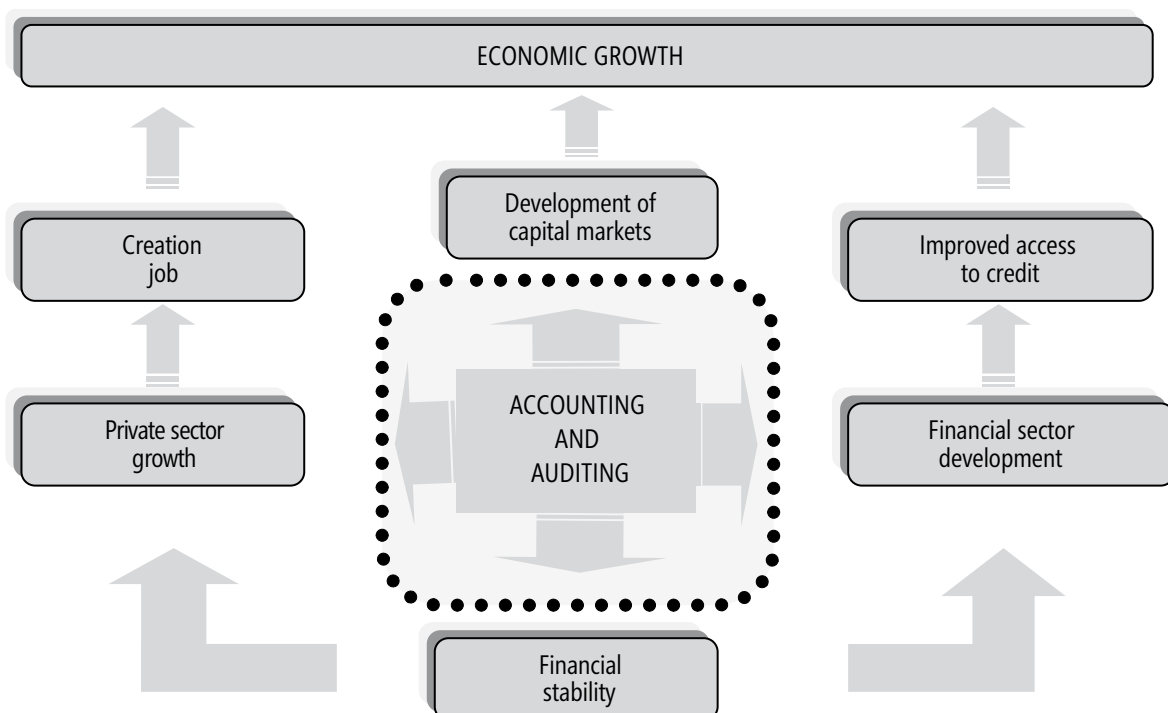 ECONOMIC GROWTH
Development of
capital markets
Creation
job
Improved access
to credit
ACCOUNTING
AND
AUDITING
Private sector
growth
Financial sector
development
Financial
stability